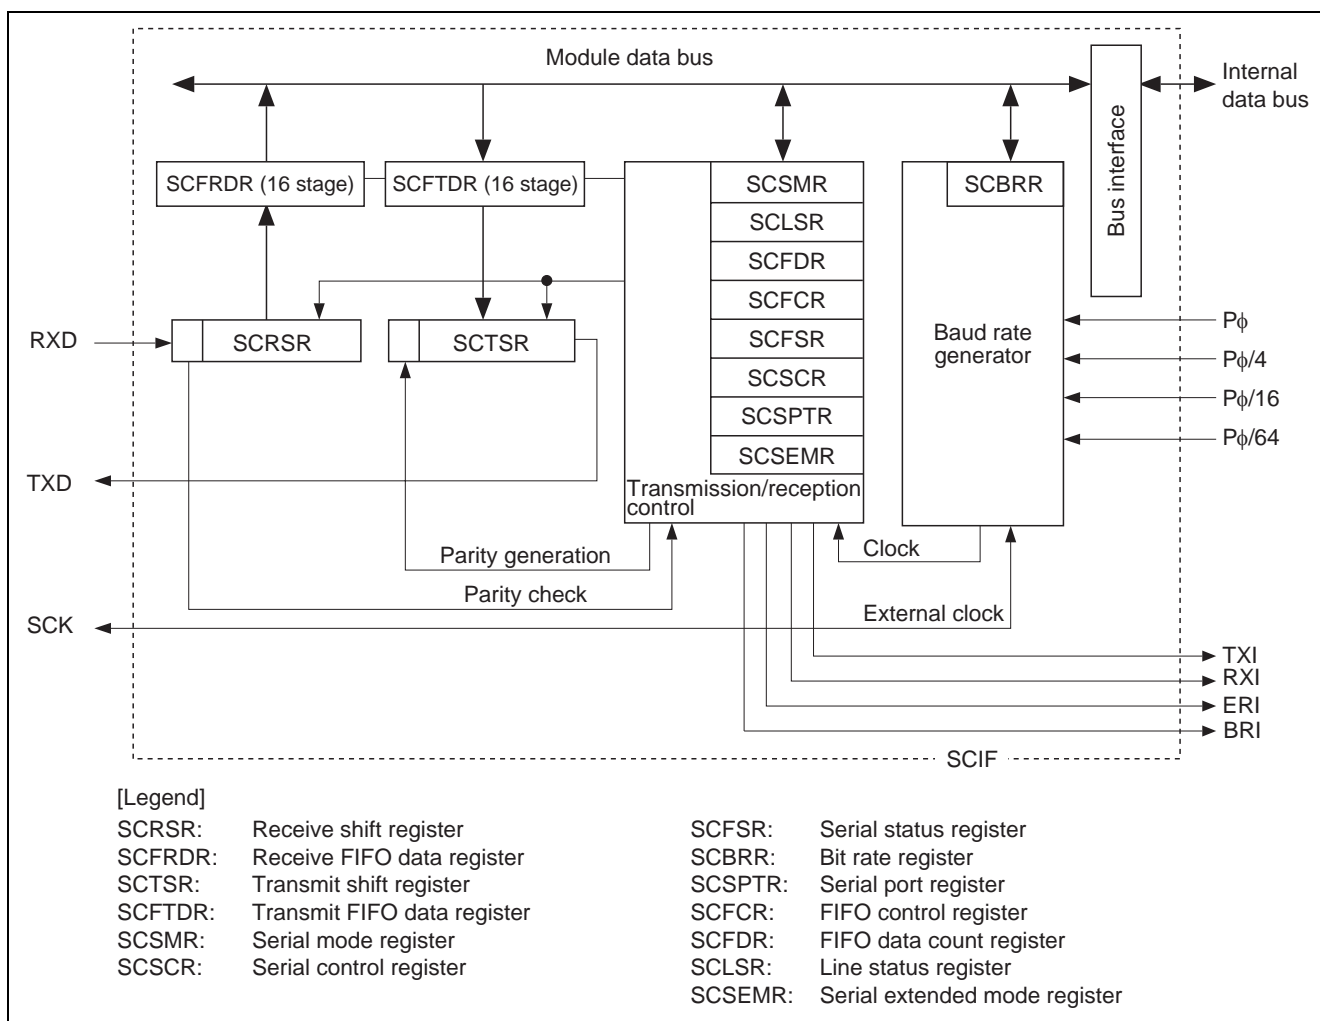 Module data bus
Internal
data bus
Bus interface
SCFRDR (16 stage)
SCFTDR (16 stage)
SCSMR
SCBRR
SCLSR
SCFDR
SCFCR
SCFSR
SCSCR
SCSPTR
SCSEMR
Transmission/reception
control
Baud rate
generator
RXD
SCRSR
SCTSR
Pϕ
Pϕ/4
Pϕ/16
Pϕ/64
TXD
Parity generation
Clock
Parity check
SCK
External clock
TXI
RXI
ERI
BRI
SCIF
[Legend]
SCRSR: Receive shift register
SCFRDR: Receive FIFO data register
SCTSR: Transmit shift register
SCFTDR: Transmit FIFO data register
SCSMR: Serial mode register
SCSCR: Serial control register
SCFSR: Serial status register
SCBRR: Bit rate register
SCSPTR: Serial port register
SCFCR: FIFO control register
SCFDR: FIFO data count register
SCLSR: Line status register
SCSEMR: Serial extended mode register